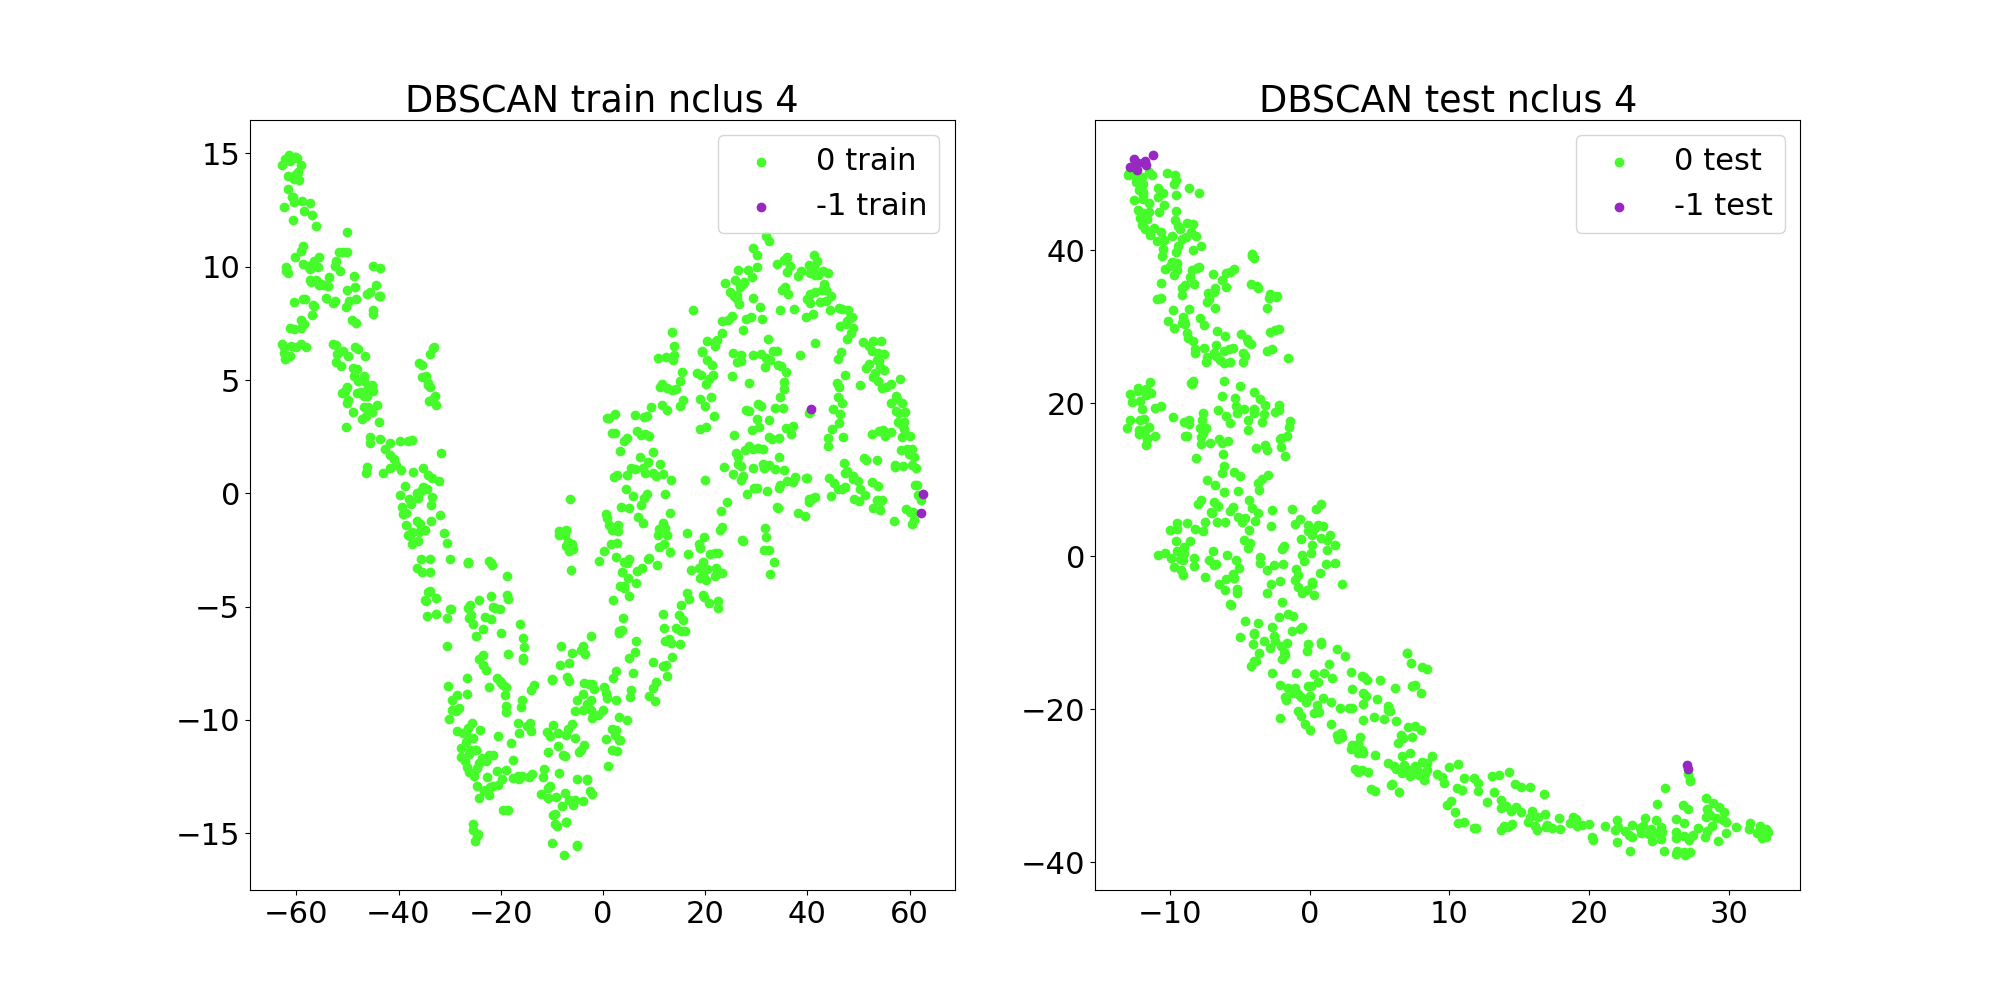 DBSCAN train nclus 4
0 train
-1 train
15
10
5
0
−5
−10
−15
−60 −40 −20 0 20 40 60
DBSCAN test nclus 4
0 test
-1 test
40
20
0
−20
−40
−10 0 10 20 30